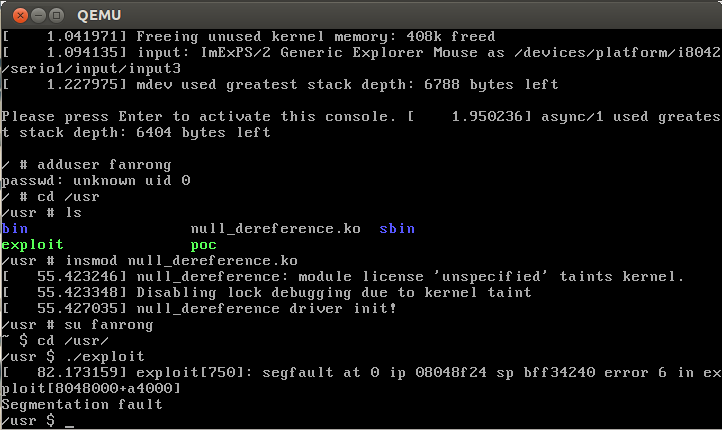 QEMU
[    1.041971] Freeing unused kernel memory: 408k freed
[    1.094135] input: ImExPS/2 Generic Explorer Mouse as /devices/platform/i8042
/serio1/input/input3
[    1.227975] mdev used greatest stack depth: 6788 bytes left
Please press Enter to activate this console. [    1.950236] async/1 used greates
t stack depth: 6404 bytes left
/ # adduser fanrong
passwd: unknown uid 0
/ # cd /usr
/usr # ls
bin                 null_dereference.ko  sbin
exploit             poc
/usr # insmod null_dereference.ko
[   55.423246] null_dereference: module license 'unspecified' taints kernel.
[   55.423348] Disabling lock debugging due to kernel taint
[   55.427035] null_dereference driver init!
/usr # su fanrong
~ $ cd /usr/
/usr $ ./exploit
[   82.173159] exploit[750]: segfault at 0 ip 08048f24 sp bff34240 error 6 in ex
ploit[8048000+a4000]
Segmentation fault
/usr $ _